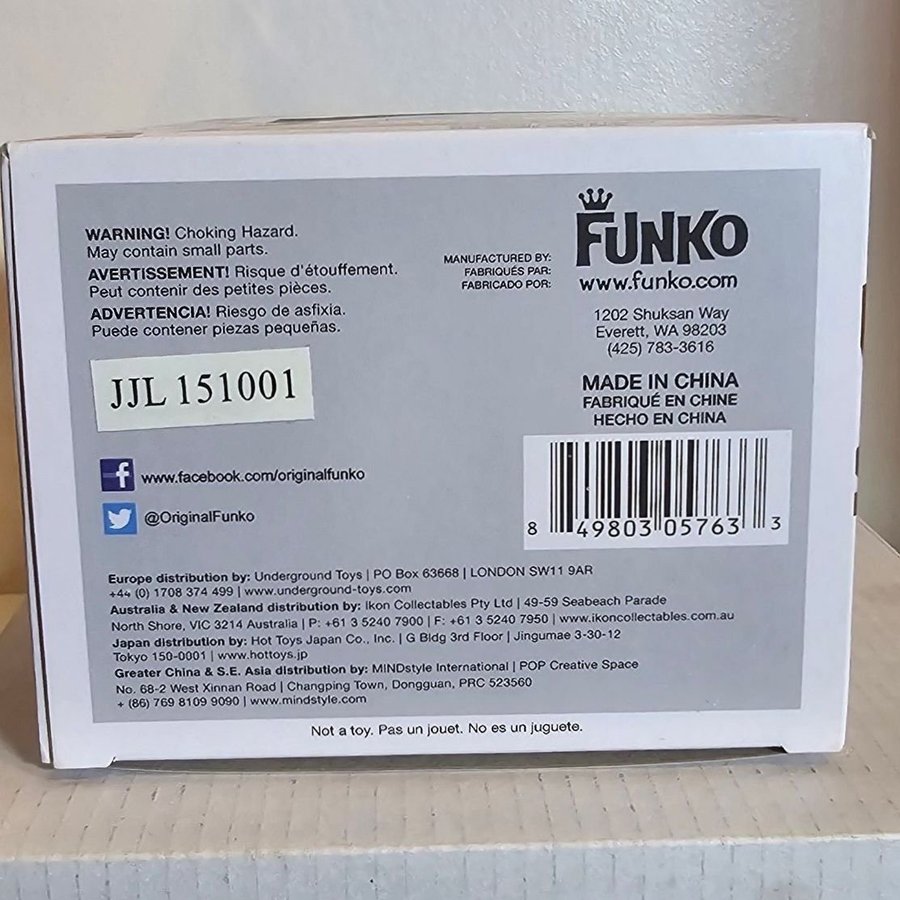 WARNING! Choking Hazard.
May contain small parts.
AVERTISSEMENT! Risque d'étouffement.
Peut contenir des petites pièces.
ADVERTENCIA! Riesgo de asfixia.
Puede contener piezas pequeñas.
JJL 151001
f www.facebook.com/originalfunko
@OriginalFunko
MANUFACTURED BY:
FABRIQUÉS PAR:
FABRICADO POR:
FUNKO
www.funko.com
1202 Shuksan Way
Everett, WA 98203
(425) 783-3616
MADE IN CHINA
FABRIQUÉ EN CHINE
HECHO EN CHINA
8 49803 05763 3
Europe distribution by: Underground Toys | PO Box 63668 | LONDON SW11 9AR
+44 (0) 1708 374 499 | www.underground-toys.com
Australia & New Zealand distribution by: Ikon Collectables Pty Ltd | 49-59 Seabeach Parade
North Shore, VIC 3214 Australia | P: +61 3 5240 7900 | F: +61 3 5240 7950 | www.ikoncollectables.com.au
Japan distribution by: Hot Toys Japan Co., Inc. | G Bldg 3rd Floor | Jingumae 3-30-12
Tokyo 150-0001 | www.hottoys.jp
Greater China & S.E. Asia distribution by: MINDstyle International | POP Creative Space
No. 68-2 West Xinnan Road | Changping Town, Dongguan, PRC 523560
+ (86) 769 8109 9090 | www.mindstyle.com
Not a toy. Pas un jouet. No es un juguete.